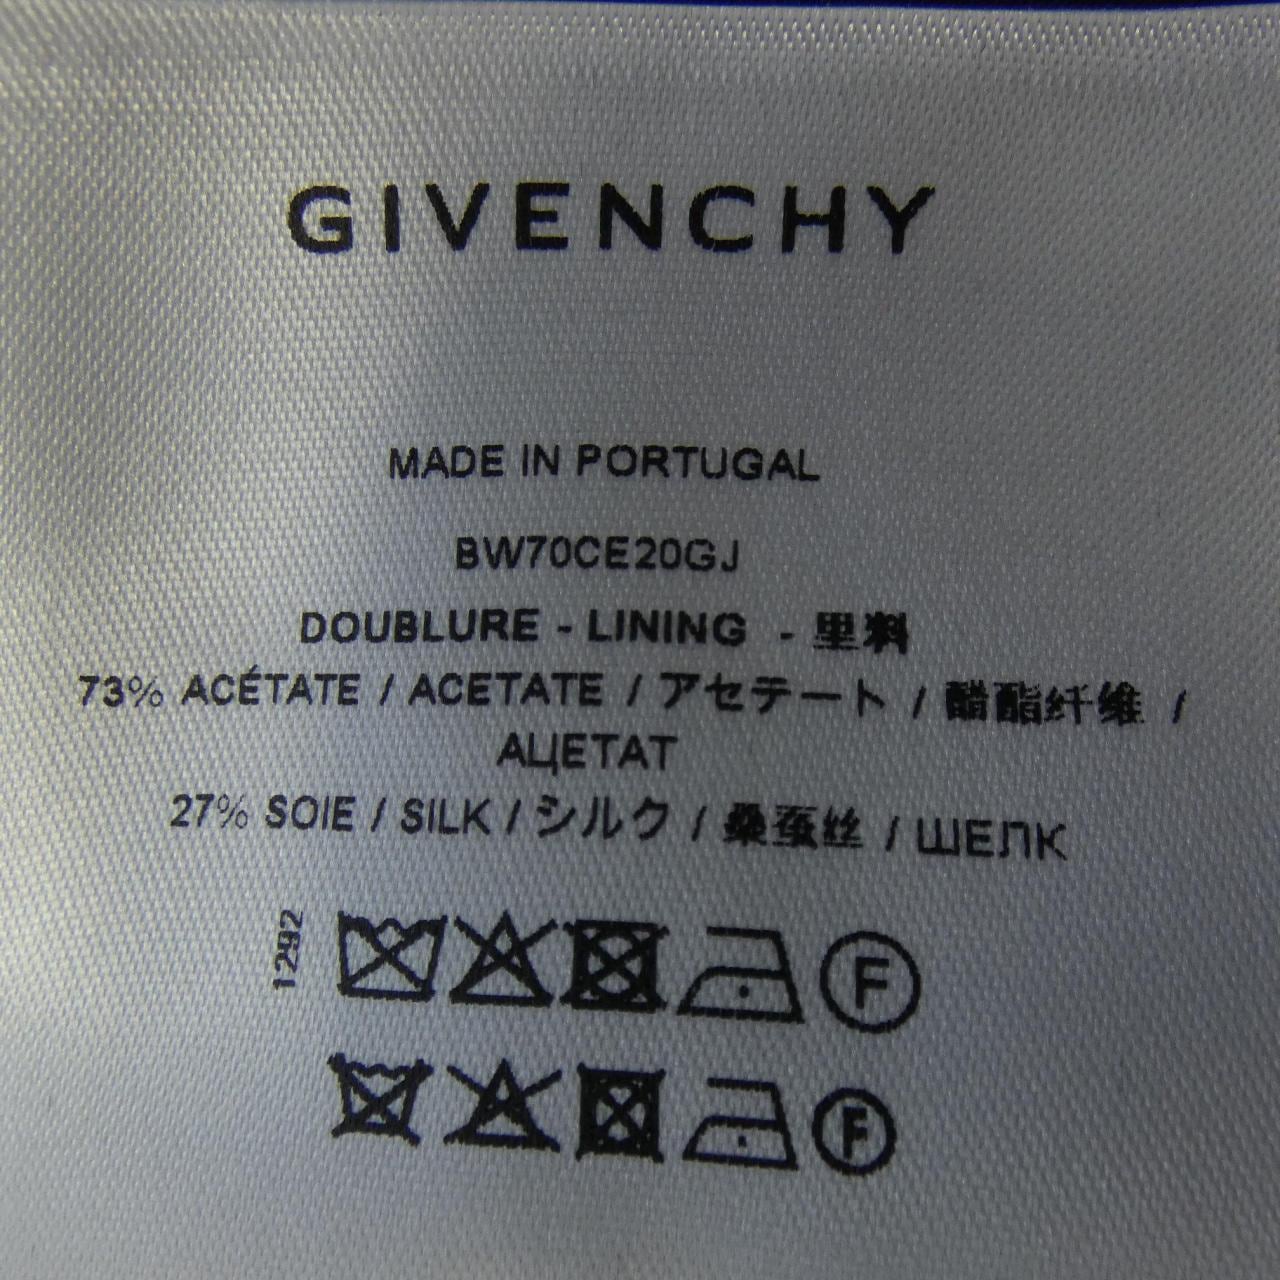 GIVENCHY
MADE IN PORTUGAL
BW70CE20GJ
DOUBLURE - LINING - 里料
73% ACÉTATE / ACETATE / アセテート / 醋酯纤维 /
АЦЕТАТ
27% SOIE / SILK / シルク / 桑蚕丝 / ШЕЛК
1292
F
F